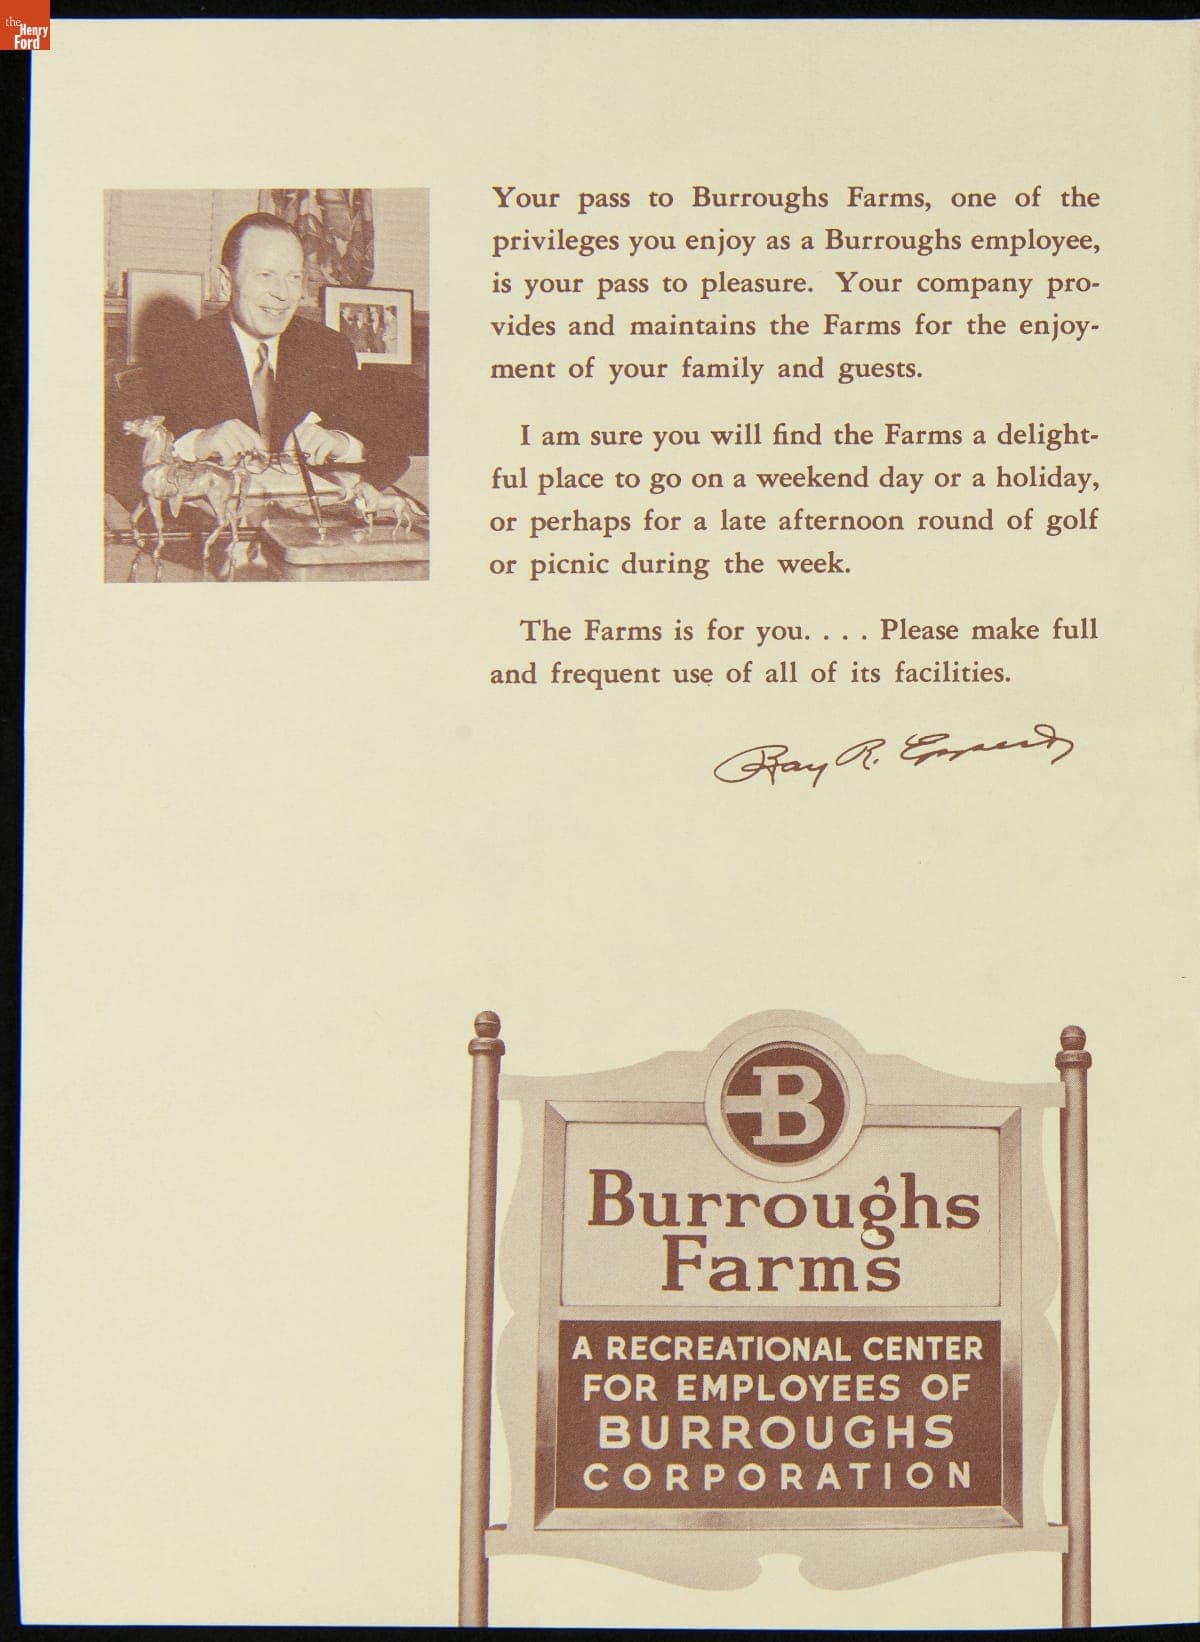 the
Henry
Ford
Your pass to Burroughs Farms, one of the
privileges you enjoy as a Burroughs employee,
is your pass to pleasure. Your company pro-
vides and maintains the Farms for the enjoy-
ment of your family and guests.
I am sure you will find the Farms a delight-
ful place to go on a weekend day or a holiday,
or perhaps for a late afternoon round of golf
or picnic during the week.
The Farms is for you. . . . Please make full
and frequent use of all of its facilities.
Ray R. Eppert
B
Burroughs
Farms
A RECREATIONAL CENTER
FOR EMPLOYEES OF
BURROUGHS
CORPORATION